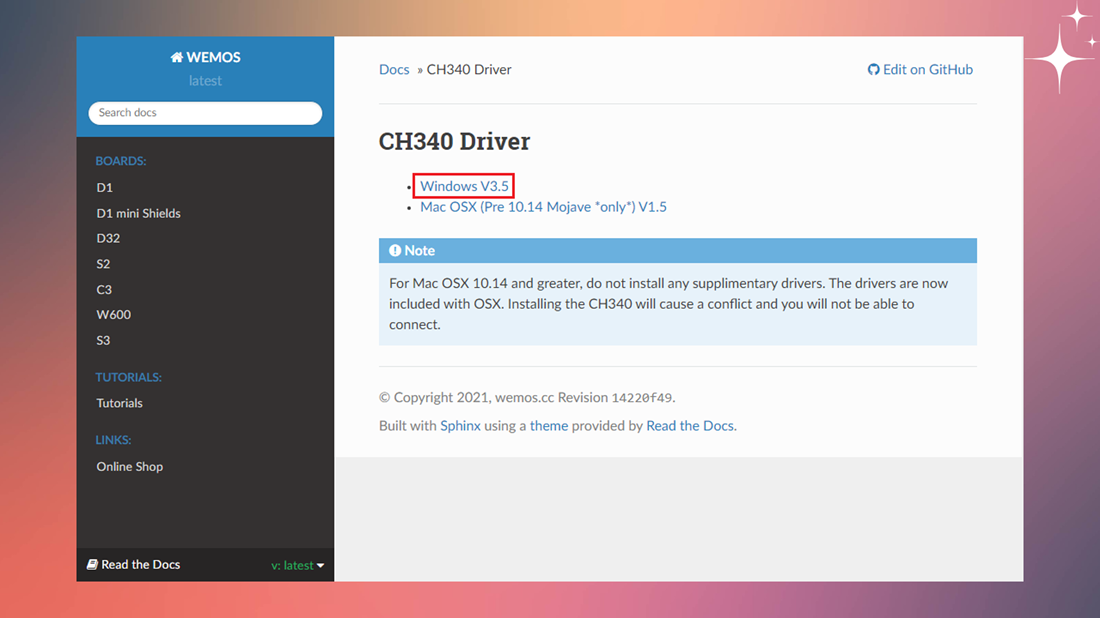 WEMOS
latest
Search docs
BOARDS:
D1
D1 mini Shields
D32
S2
C3
W600
S3
TUTORIALS:
Tutorials
LINKS:
Online Shop
Read the Docs v: latest
Docs » CH340 Driver Edit on GitHub
CH340 Driver
• Windows V3.5
• Mac OSX (Pre 10.14 Mojave *only*) V1.5
Note
For Mac OSX 10.14 and greater, do not install any supplimentary drivers. The drivers are now
included with OSX. Installing the CH340 will cause a conflict and you will not be able to
connect.
© Copyright 2021, wemos.cc Revision 14220f49.
Built with Sphinx using a theme provided by Read the Docs.